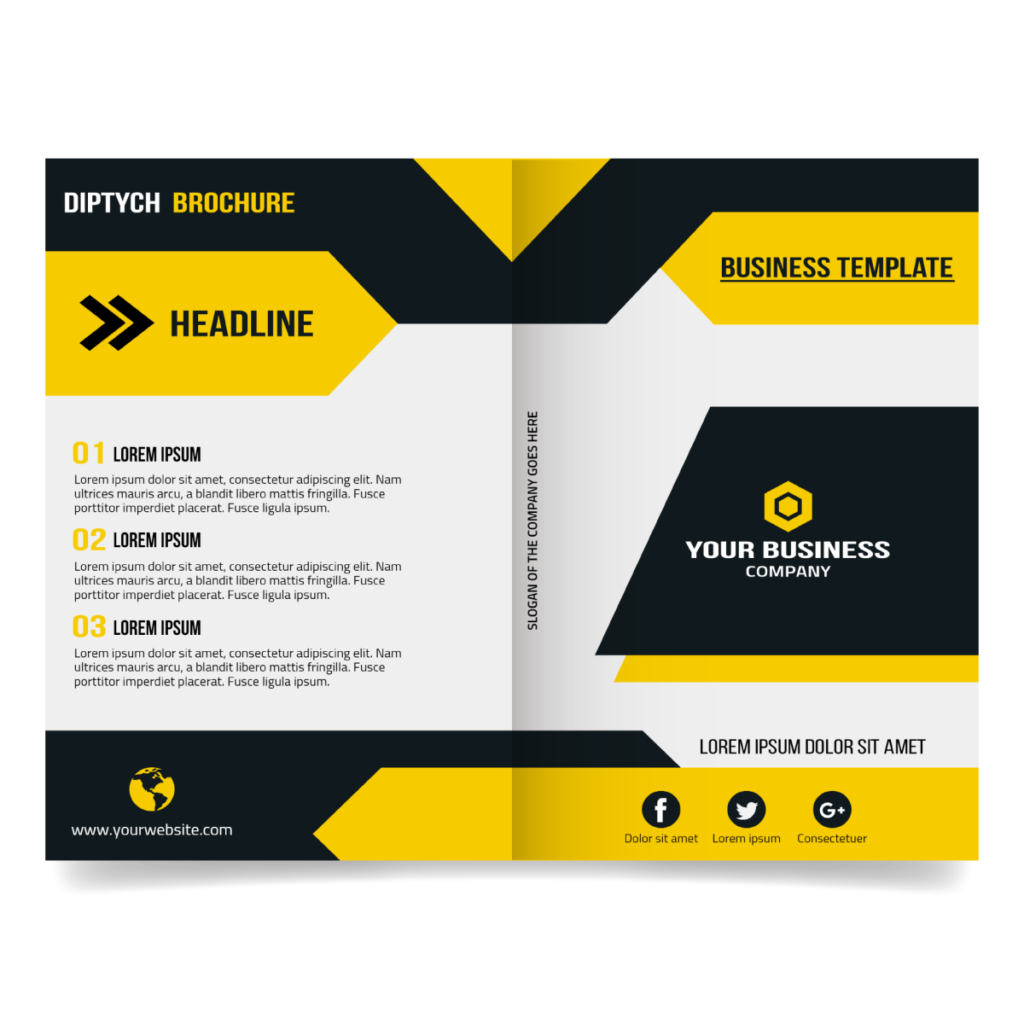 DIPTYCH BROCHURE
HEADLINE
01 LOREM IPSUM
Lorem ipsum dolor sit amet, consectetur adipiscing elit. Nam
ultrices mauris arcu, a blandit libero mattis fringilla. Fusce
porttitor imperdiet placerat. Fusce ligula ipsum.
02 LOREM IPSUM
Lorem ipsum dolor sit amet, consectetur adipiscing elit. Nam
ultrices mauris arcu, a blandit libero mattis fringilla. Fusce
porttitor imperdiet placerat. Fusce ligula ipsum.
03 LOREM IPSUM
Lorem ipsum dolor sit amet, consectetur adipiscing elit. Nam
ultrices mauris arcu, a blandit libero mattis fringilla. Fusce
porttitor imperdiet placerat. Fusce ligula ipsum.
www.yourwebsite.com
SLOGAN OF THE COMPANY GOES HERE
BUSINESS TEMPLATE
YOUR BUSINESS
COMPANY
LOREM IPSUM DOLOR SIT AMET
f G+
Dolor sit amet Lorem ipsum Consectetuer